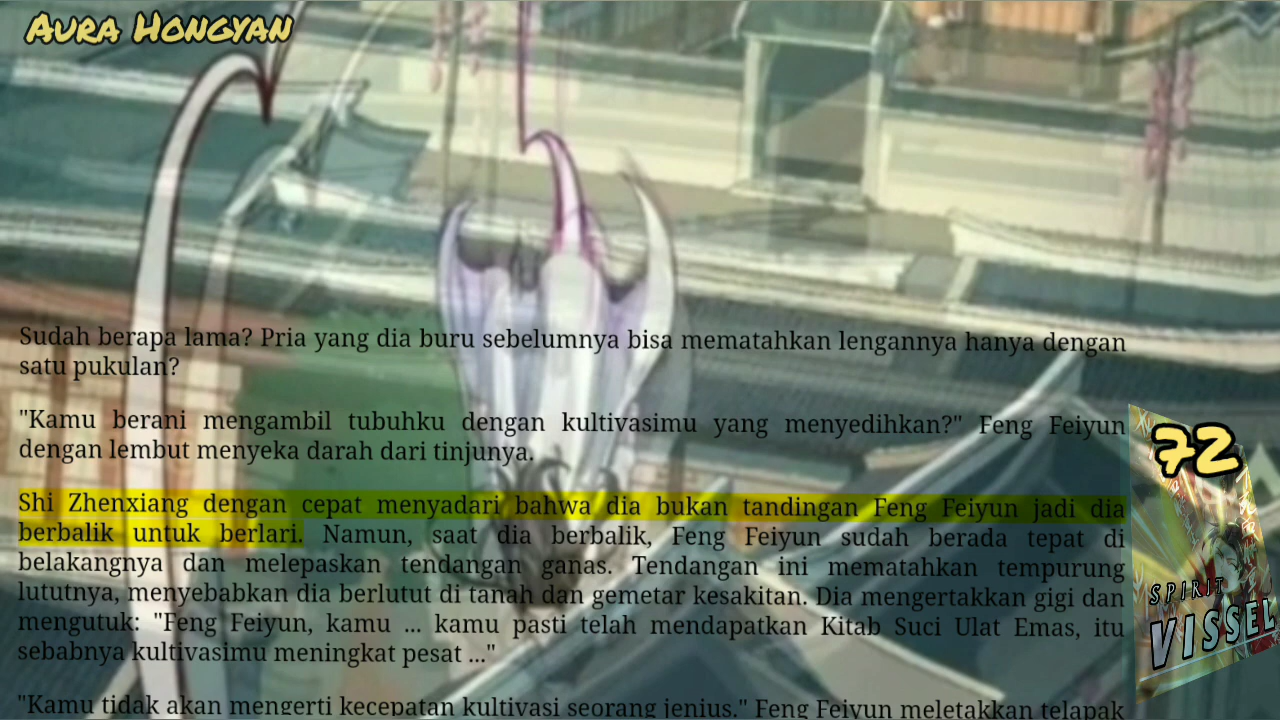 Aura Hongyan
Sudah berapa lama? Pria yang dia buru sebelumnya bisa mematahkan lengannya hanya dengan
satu pukulan?
"Kamu berani mengambil tubuhku dengan kultivasimu yang menyedihkan?" Feng Feiyun
dengan lembut menyeka darah dari tinjunya.
Shi Zhenxiang dengan cepat menyadari bahwa dia bukan tandingan Feng Feiyun jadi dia
berbalik untuk berlari. Namun, saat dia berbalik, Feng Feiyun sudah berada tepat di
belakangnya dan melepaskan tendangan ganas. Tendangan ini mematahkan tempurung
lututnya, menyebabkan dia berlutut di tanah dan gemetar kesakitan. Dia mengertakkan gigi dan
mengutuk: "Feng Feiyun, kamu ... kamu pasti telah mendapatkan Kitab Suci Ulat Emas, itu
sebabnya kultivasimu meningkat pesat ..."
"Kamu tidak akan mengerti kecepatan kultivasi seorang jenius." Feng Feiyun meletakkan telapak
72
SPIRIT
VISSEL